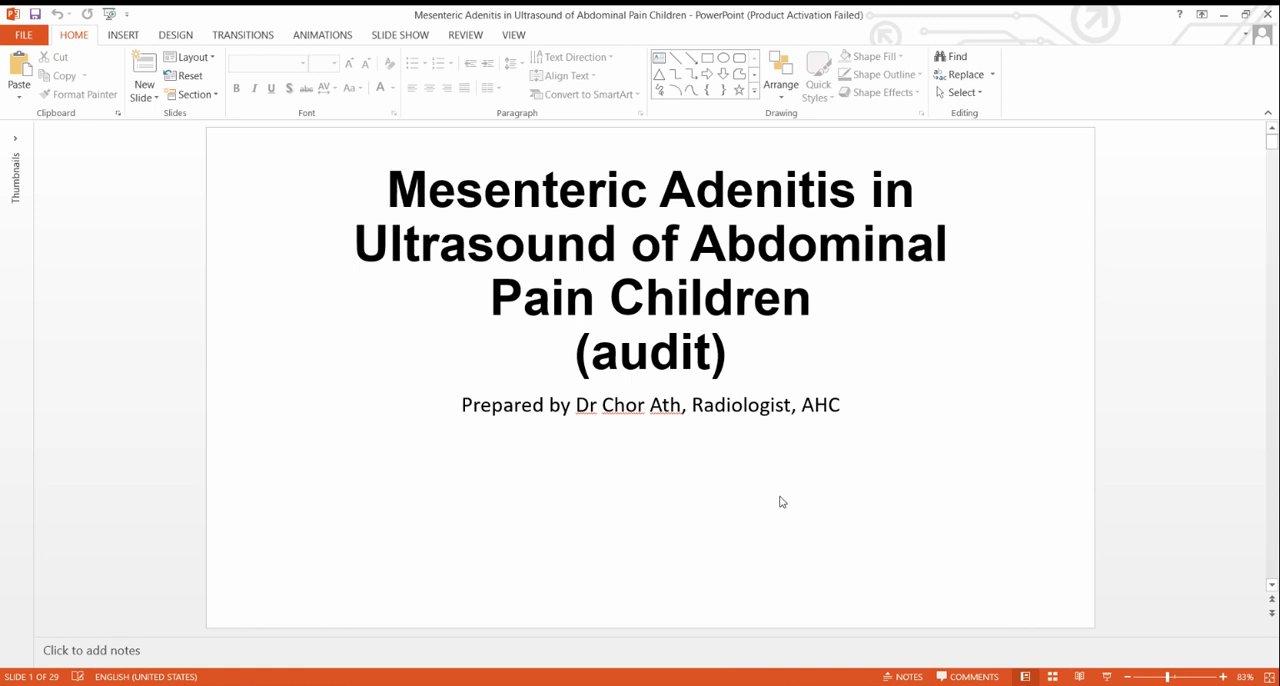 Mesenteric Adenitis in Ultrasound of Abdominal Pain Children - PowerPoint (Product Activation Failed)
FILE HOME INSERT DESIGN TRANSITIONS ANIMATIONS SLIDE SHOW REVIEW VIEW
Paste
Cut
Copy
Format Painter
Clipboard
New Slide
Layout
Reset
Section
Slides
B I U S abc AV Aa A
Font
Text Direction
Align Text
Convert to SmartArt
Paragraph
Arrange
Quick Styles
Shape Fill
Shape Outline
Shape Effects
Drawing
Find
Replace
Select
Editing
Thumbnails
Mesenteric Adenitis in
Ultrasound of Abdominal
Pain Children
(audit)
Prepared by Dr Chor Ath, Radiologist, AHC
Click to add notes
SLIDE 1 OF 29 ENGLISH (UNITED STATES) NOTES COMMENTS 83%